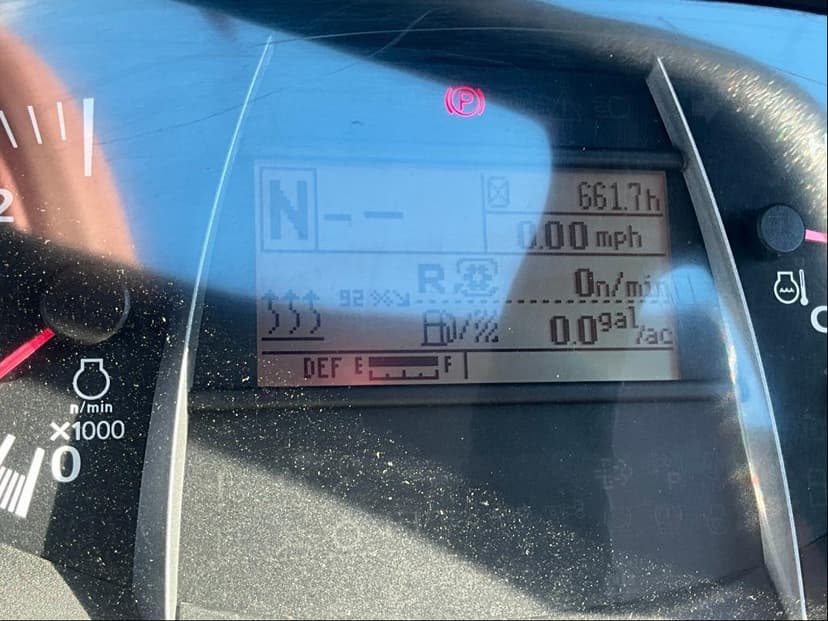 P
N – –
661.7h
0.00 mph
92 %
R
0n/min
0.0gal/ac
DEF E F
2
n/min
×1000
0
C